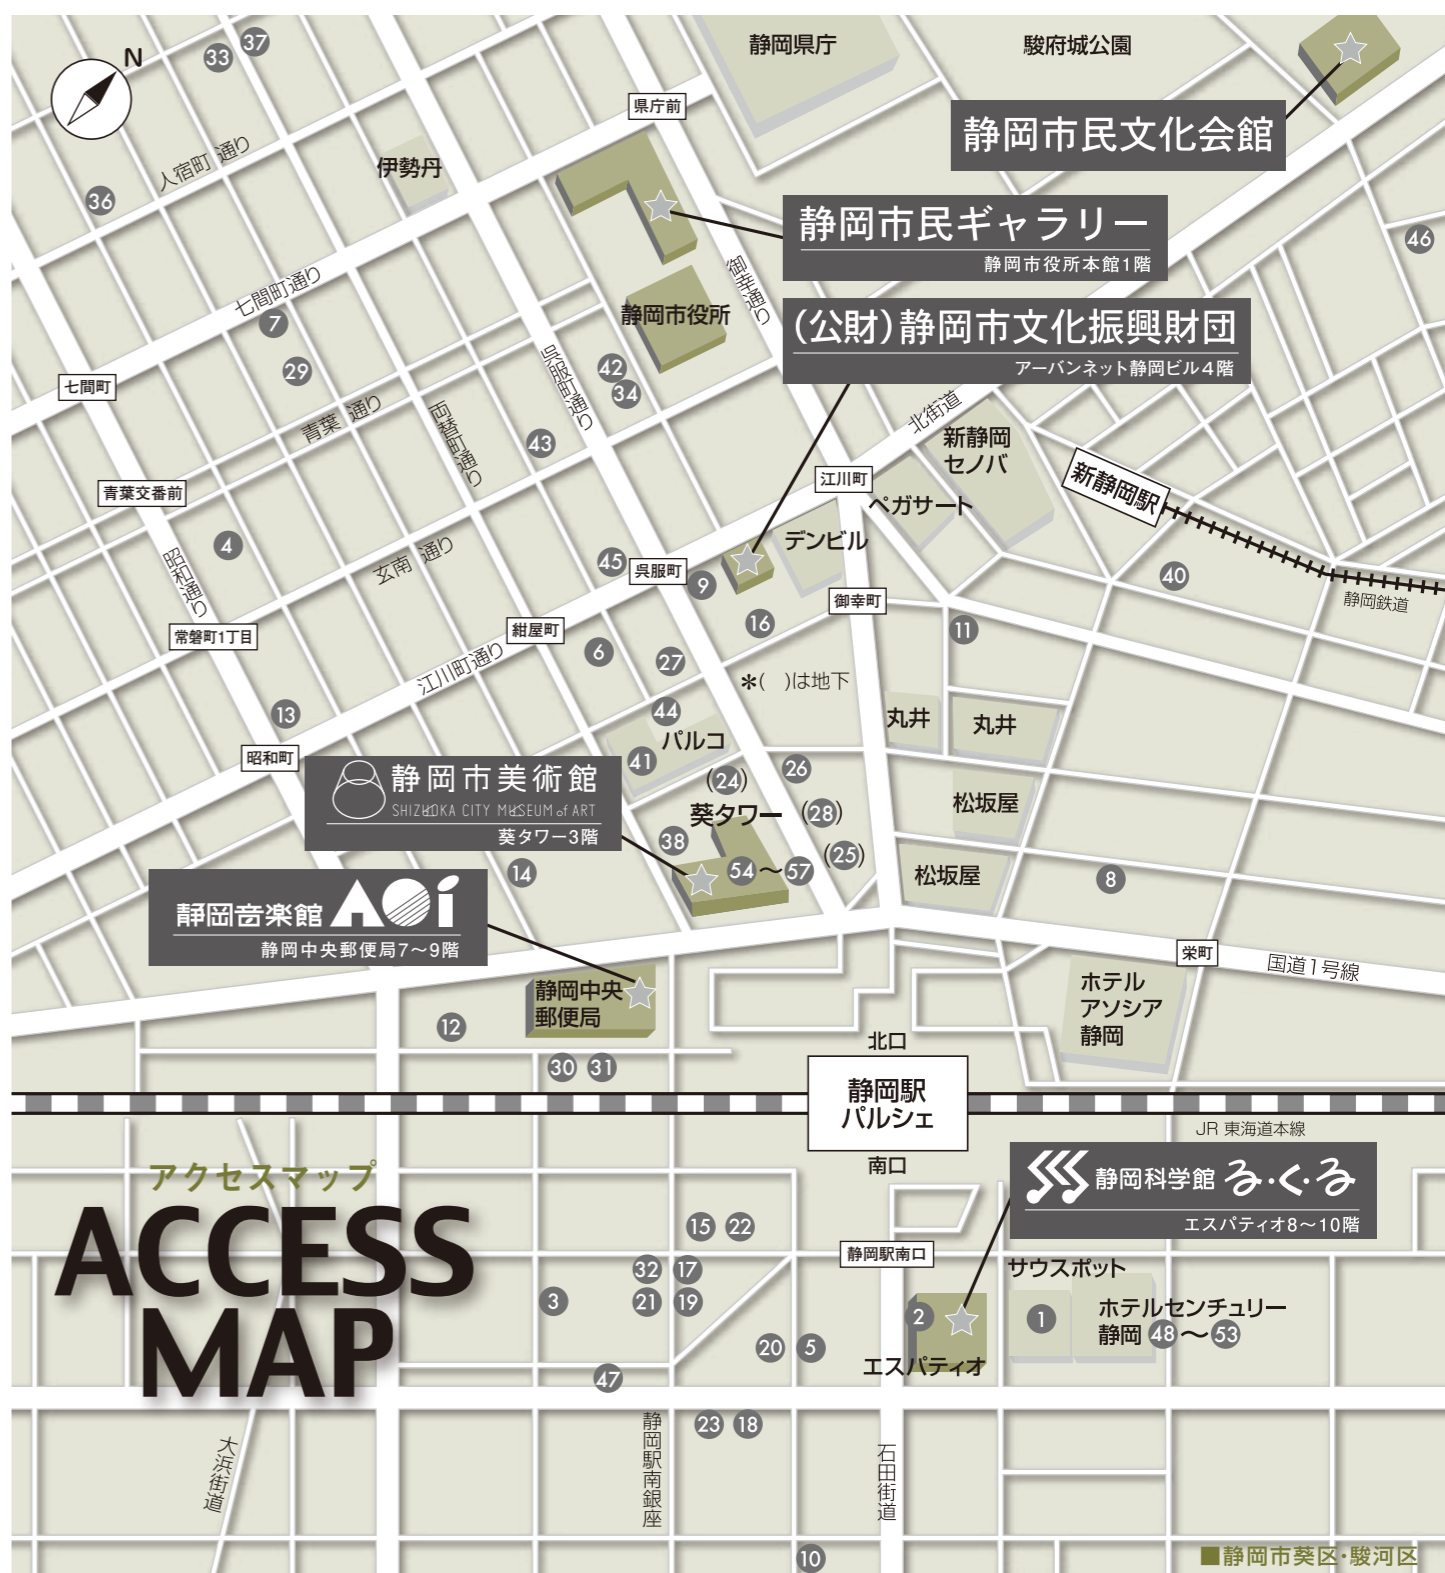 N
33
37
静岡県庁
駿府城公園
県庁前
静岡市民文化会館
人宿町 通り
伊勢丹
36
静岡市民ギャラリー
静岡市役所本館1階
46
御幸通り
七間町通り
7
静岡市役所
(公財)静岡市文化振興財団
アーバンネット静岡ビル4階
29
42
34
呉服町通り
七間町
青葉 通り
両替町通り
43
北街道
新静岡
セノバ
江川町
新静岡駅
青葉交番前
ペガサート
4
昭和通り
玄南 通り
デンビル
45
呉服町
9
40
静岡鉄道
御幸町
16
11
常磐町1丁目
紺屋町
6
27
江川町通り
*( )は地下
13
44
パルコ
41
丸井
丸井
昭和町
静岡市美術館
SHIZUOKA CITY MUSEUM of ART
葵タワー3階
(24)
26
葵タワー
(28)
松坂屋
38
(25)
54～57
14
松坂屋
8
静岡音楽館 AOi
静岡中央郵便局7～9階
栄町
国道1号線
静岡中央
郵便局
ホテル
アソシア
静岡
12
北口
30
31
静岡駅
パルシェ
JR 東海道本線
南口
アクセスマップ
ACCESS
MAP
静岡科学館 る・く・る
エスパティオ8～10階
15
22
静岡駅南口
サウスポット
32
17
3
21
19
2
1
ホテルセンチュリー
静岡 48～53
20
5
エスパティオ
47
23
18
静岡駅南銀座
石田街道
大浜街道
10
■静岡市葵区・駿河区